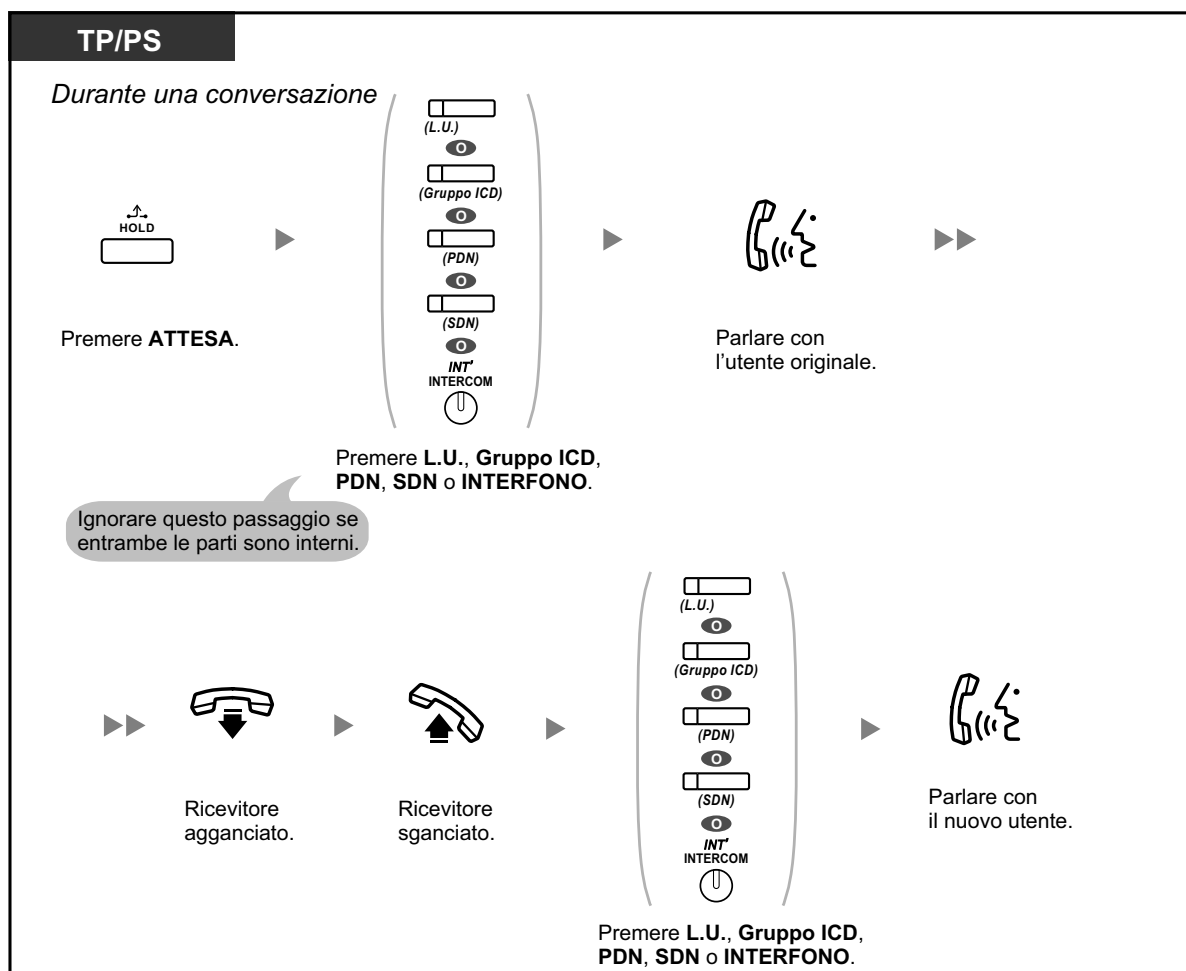 TP/PS
Durante una conversazione
HOLD
Premere ATTESA.
(L.U.)
O
(Gruppo ICD)
O
(PDN)
O
(SDN)
O
INT'
INTERCOM
Premere L.U., Gruppo ICD,
PDN, SDN o INTERFONO.
Ignorare questo passaggio se
entrambe le parti sono interni.
Parlare con
l'utente originale.
Ricevitore
agganciato.
Ricevitore
sganciato.
(L.U.)
O
(Gruppo ICD)
O
(PDN)
O
(SDN)
O
INT'
INTERCOM
Premere L.U., Gruppo ICD,
PDN, SDN o INTERFONO.
Parlare con
il nuovo utente.